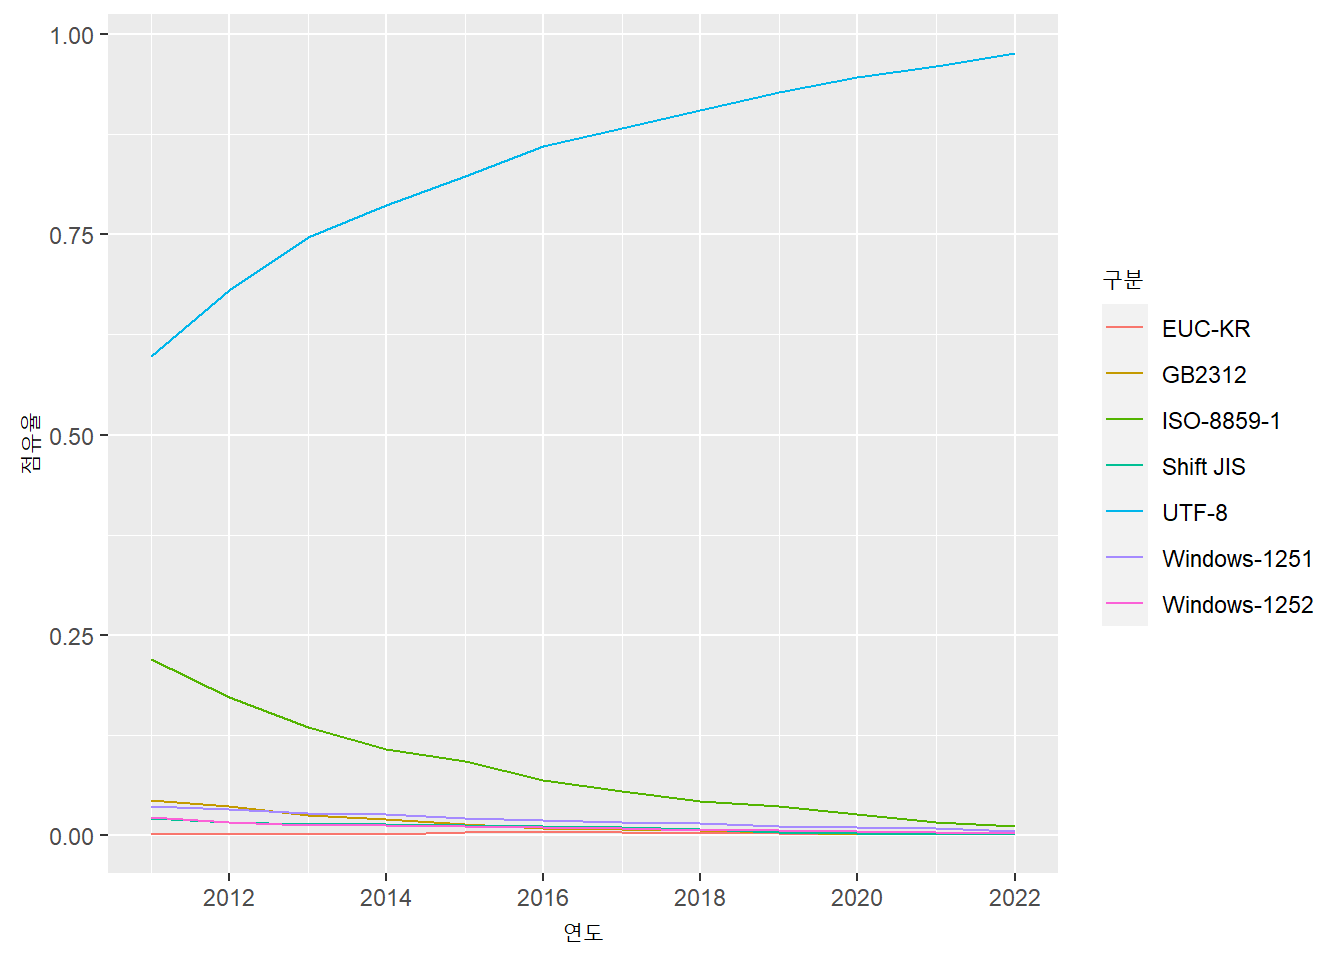 1.00
0.75
0.50
0.25
0.00
점유율
2012 2014 2016 2018 2020 2022
연도
구분
EUC-KR
GB2312
ISO-8859-1
Shift JIS
UTF-8
Windows-1251
Windows-1252